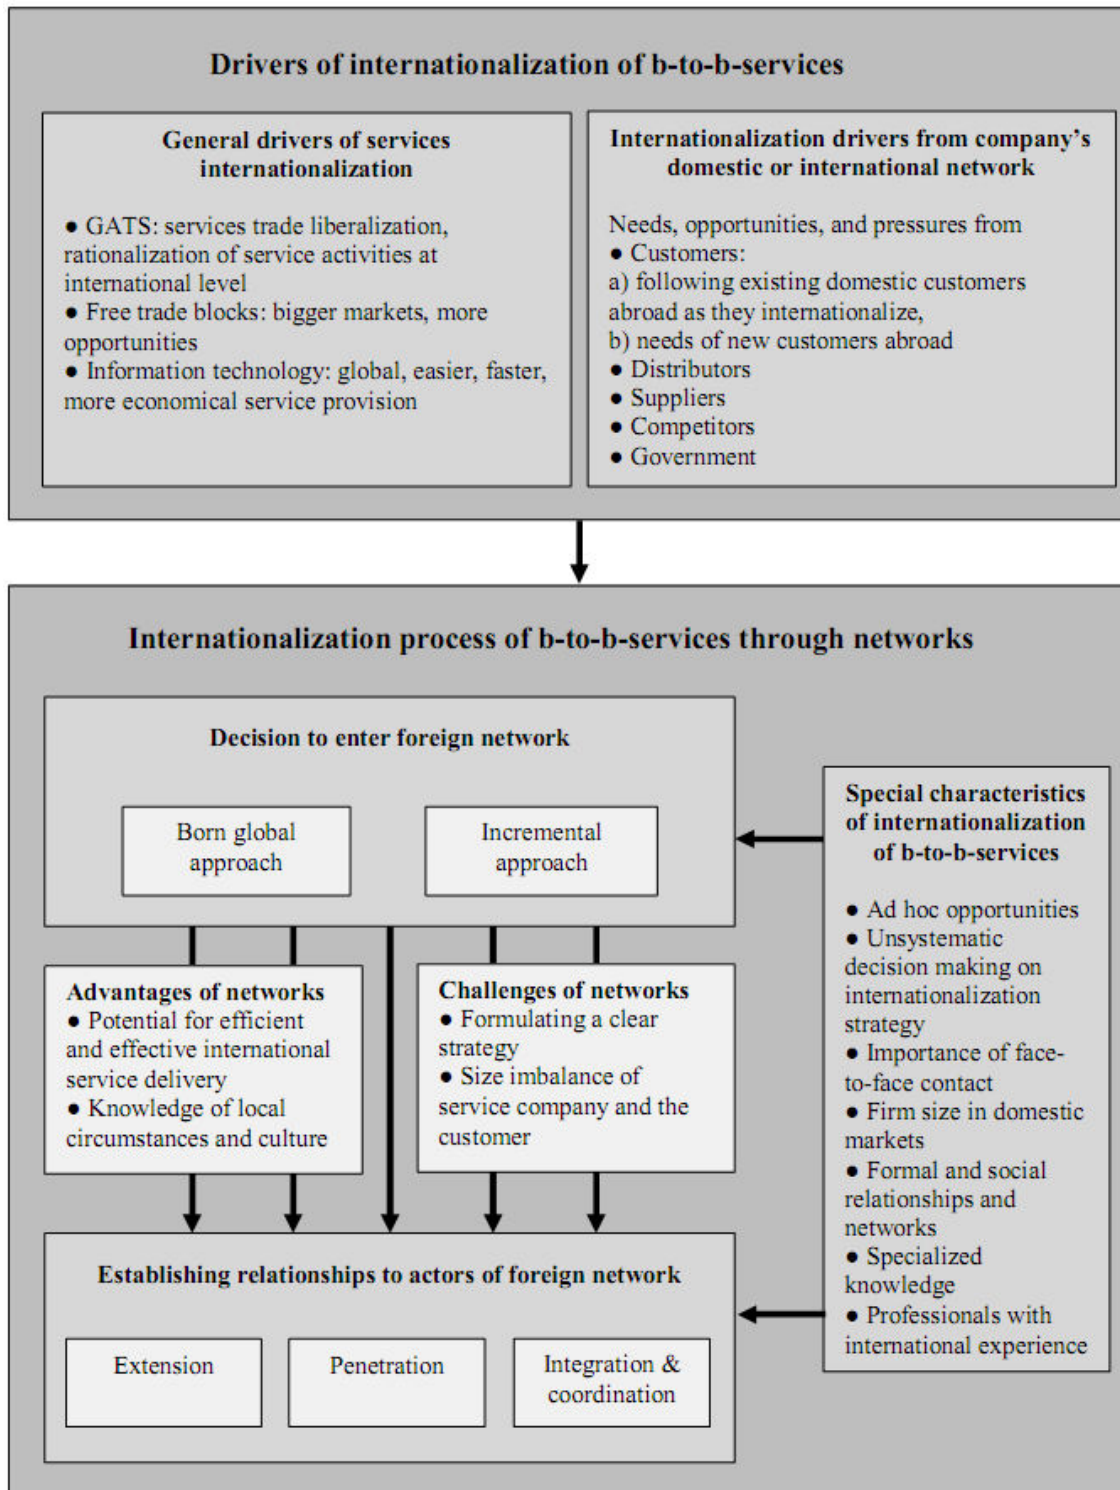 Drivers of internationalization of b-to-b-services
General drivers of services
internationalization
● GATS: services trade liberalization,
rationalization of service activities at
international level
● Free trade blocks: bigger markets, more
opportunities
● Information technology: global, easier, faster,
more economical service provision
Internationalization drivers from company's
domestic or international network
Needs, opportunities, and pressures from
● Customers:
a) following existing domestic customers
abroad as they internationalize,
b) needs of new customers abroad
● Distributors
● Suppliers
● Competitors
● Government
Internationalization process of b-to-b-services through networks
Decision to enter foreign network
Born global
approach
Incremental
approach
Advantages of networks
● Potential for efficient
and effective international
service delivery
● Knowledge of local
circumstances and culture
Challenges of networks
● Formulating a clear
strategy
● Size imbalance of
service company and the
customer
Establishing relationships to actors of foreign network
Extension
Penetration
Integration &
coordination
Special characteristics
of internationalization
of b-to-b-services
● Ad hoc opportunities
● Unsystematic
decision making on
internationalization
strategy
● Importance of face-
to-face contact
● Firm size in domestic
markets
● Formal and social
relationships and
networks
● Specialized
knowledge
● Professionals with
international experience